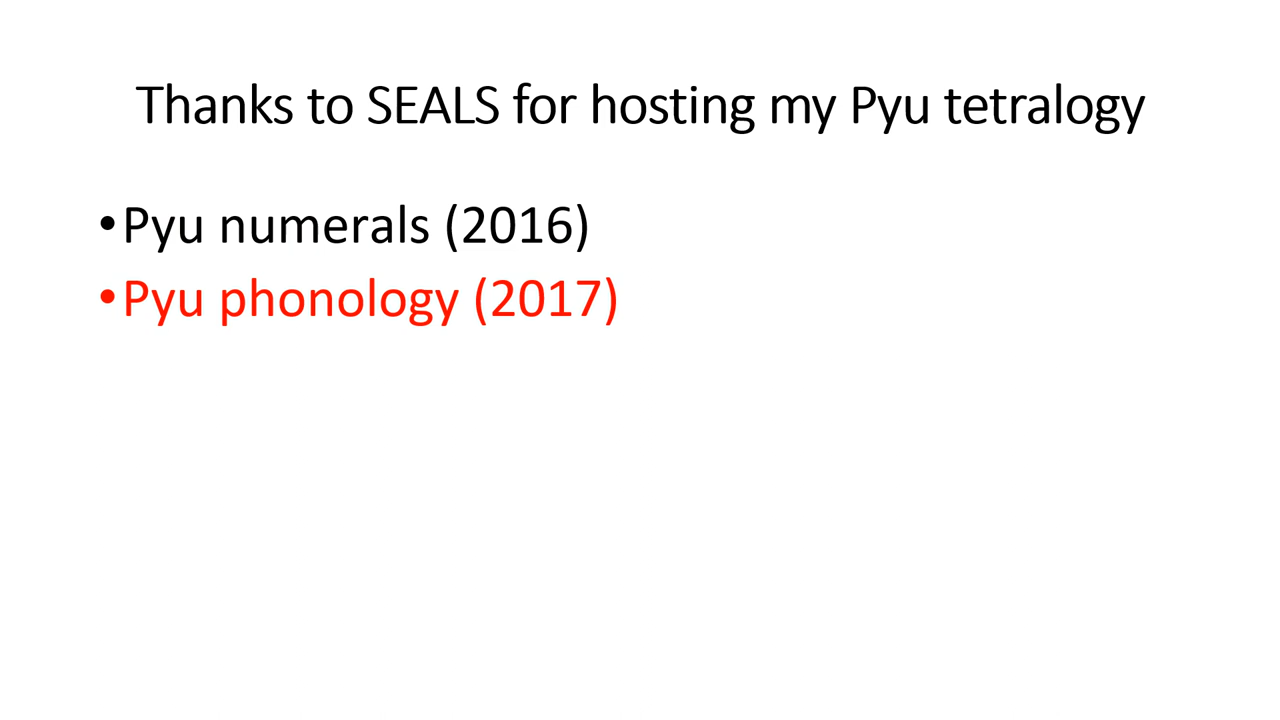 Thanks to SEALS for hosting my Pyu tetralogy
•Pyu numerals (2016)
•Pyu phonology (2017)